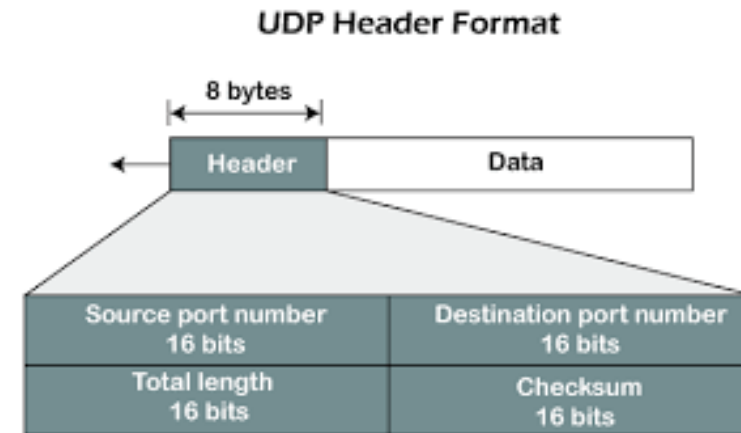 UDP Header Format
8 bytes
Header
Data
Source port number
16 bits
Destination port number
16 bits
Total length
16 bits
Checksum
16 bits